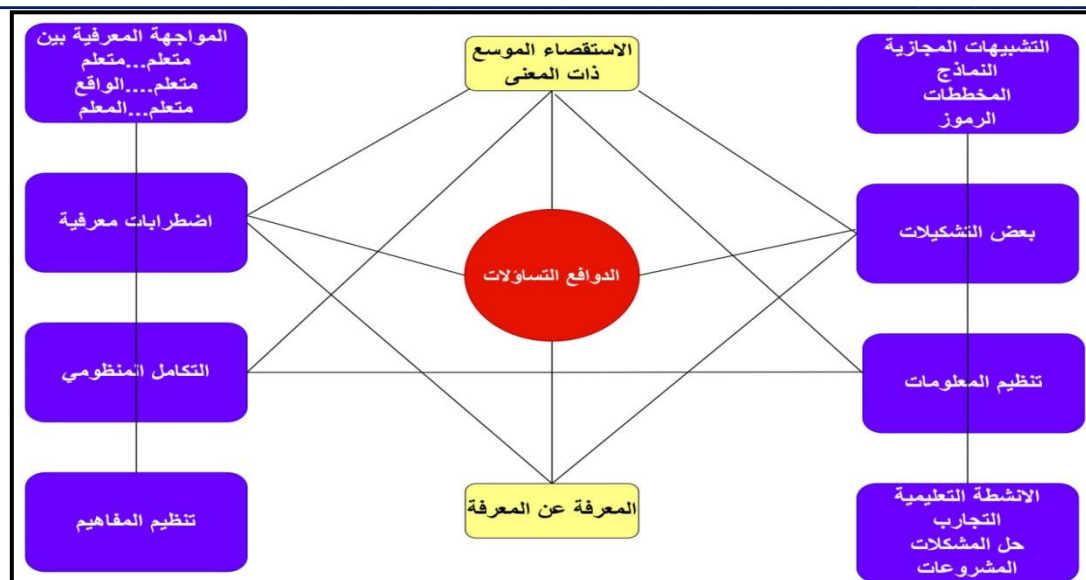 التشبيهات المجازية
النماذج
المخططات
الرموز
الاستقصاء الموسع
ذات المعنى
المواجهة المعرفية بين
متعلم...متعلم
متعلم....الواقع
متعلم...المعلم
بعض التشكيلات
اضطرابات معرفية
الدوافع التساؤلات
تنظيم المعلومات
التكامل المنظومي
الانشطة التعليمية
التجارب
حل المشكلات
المشروعات
المعرفة عن المعرفة
تنظيم المفاهيم